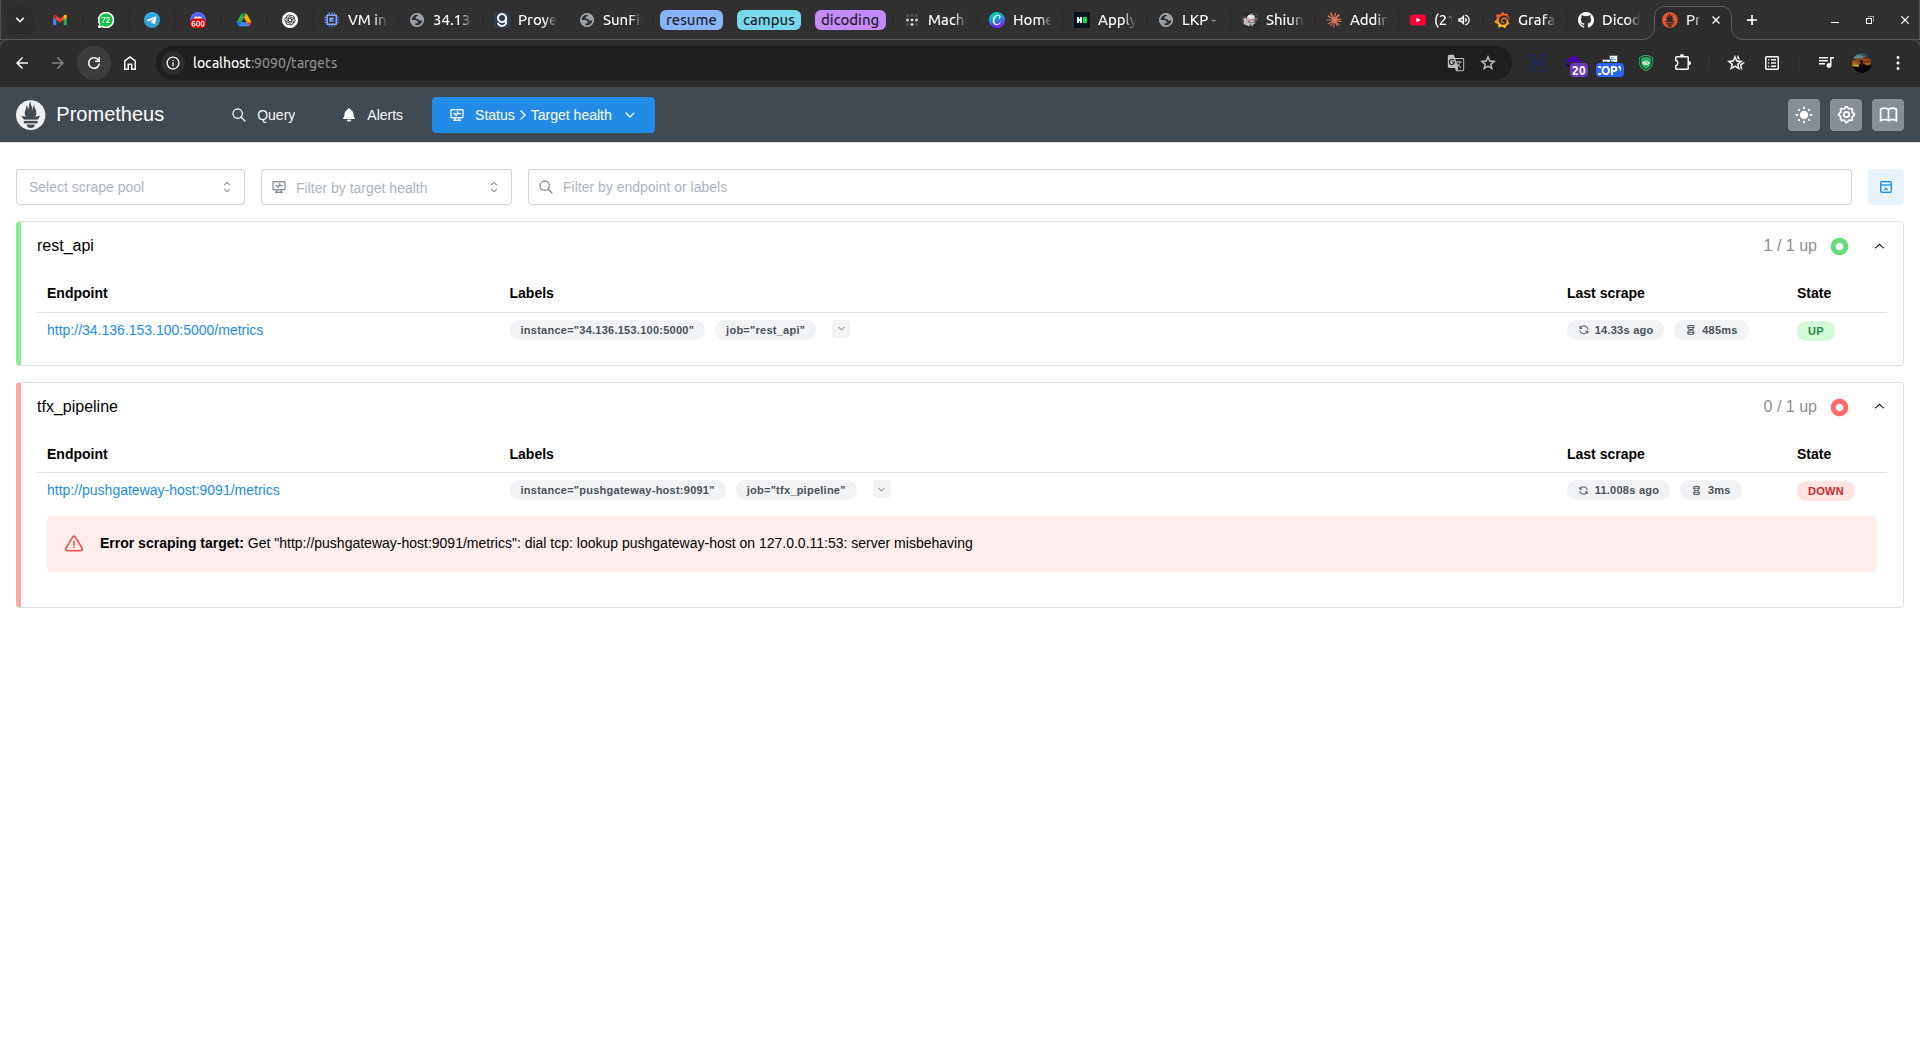 72 600 VM in 34.13 Proye SunFi resume campus dicoding Mach Home Apply LKP - Shiun Addin (21 Grafa Dicod Pr
localhost:9090/targets
20
Prometheus Query Alerts Status > Target health
Select scrape pool Filter by target health Filter by endpoint or labels
rest_api 1 / 1 up
Endpoint Labels Last scrape State
http://34.136.153.100:5000/metrics instance="34.136.153.100:5000" job="rest_api" 14.33s ago 485ms UP
tfx_pipeline 0 / 1 up
Endpoint Labels Last scrape State
http://pushgateway-host:9091/metrics instance="pushgateway-host:9091" job="tfx_pipeline" 11.008s ago 3ms DOWN
Error scraping target: Get "http://pushgateway-host:9091/metrics": dial tcp: lookup pushgateway-host on 127.0.0.11:53: server misbehaving